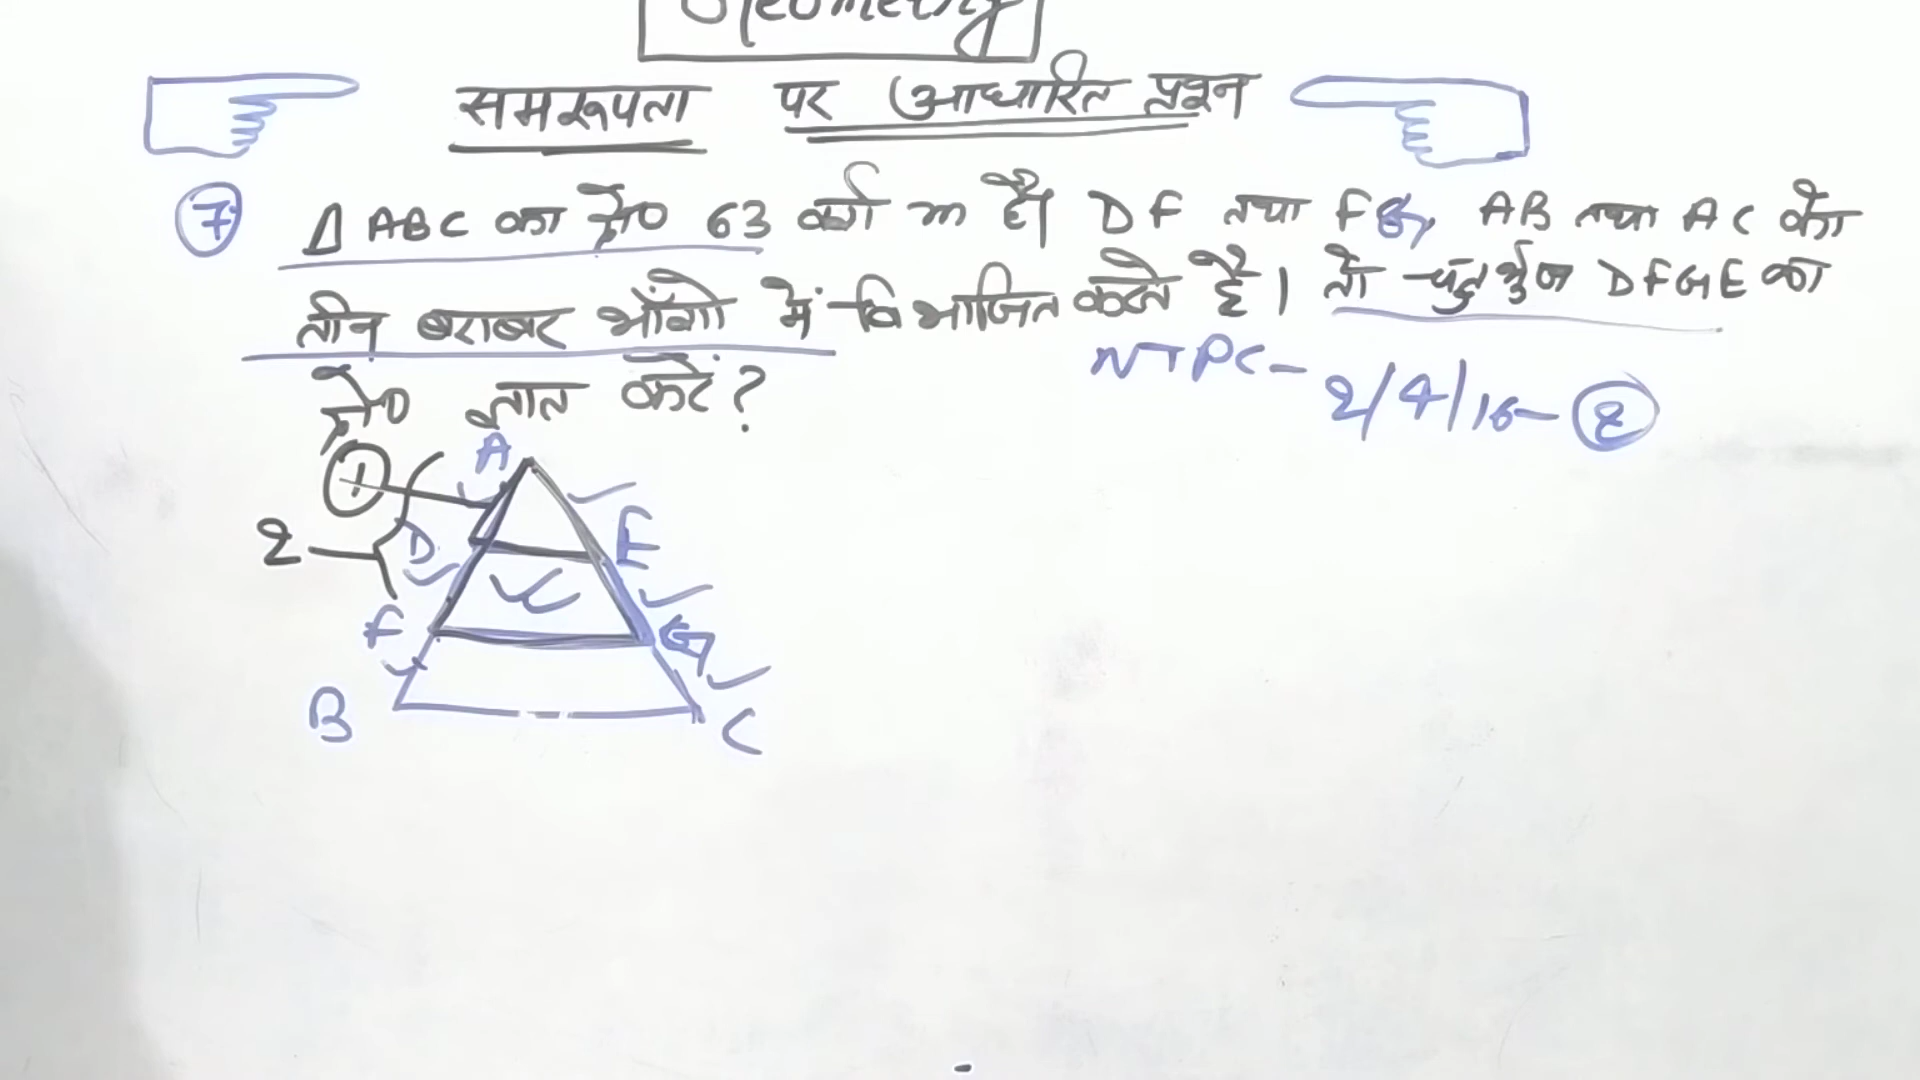 Geometry
समरूपता पर आधारित प्रश्न
7 Δ ABC का क्षे० 63 वर्ग m है। DF तथा FG, AB तथा AC को
तीन बराबर भाँगो में विभाजित करते है। तो चतुर्भुज DFGE का
क्षे० ज्ञात करें?
NTPC - 2/4/16 - 2
A
1
2
D E
F G
B C